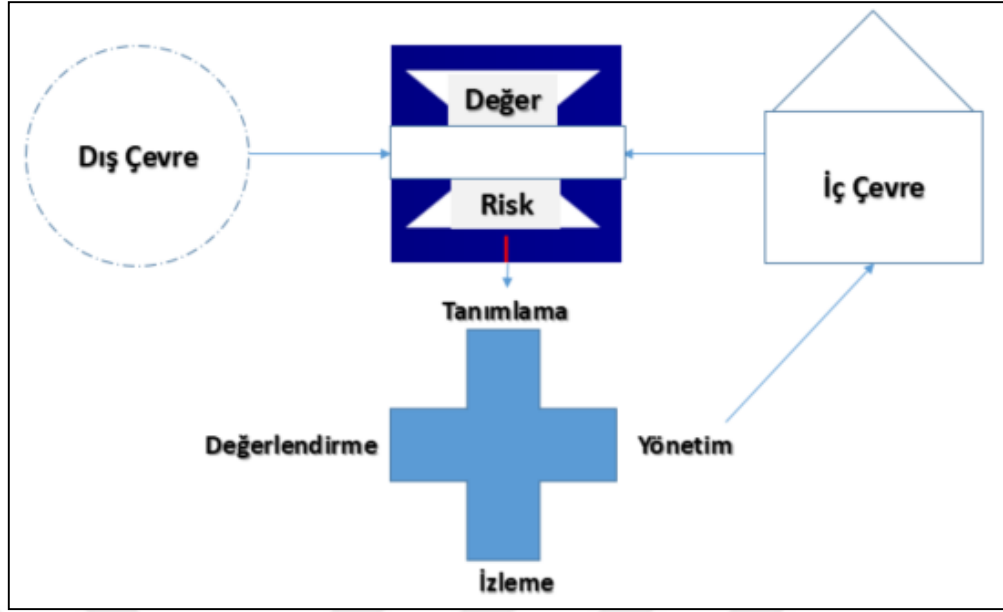 Değer
Dış Çevre
İç Çevre
Risk
Tanımlama
Değerlendirme
Yönetim
İzleme